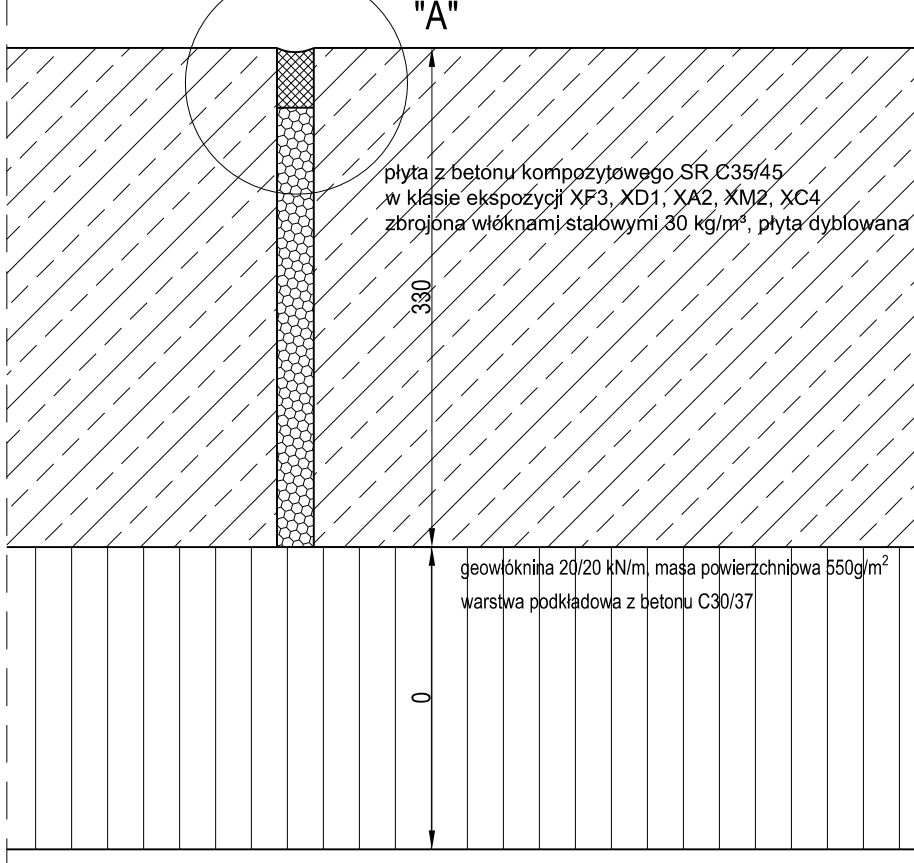 "A"
płyta z betonu kompozytowego SR C35/45
w klasie ekspozycji XF3, XD1, XA2, XM2, XC4
zbrojona włóknami stalowymi 30 kg/m³, płyta dyblowana
330
geowłóknina 20/20 kN/m, masa powierzchniowa 550g/m²
warstwa podkładowa z betonu C30/37
0